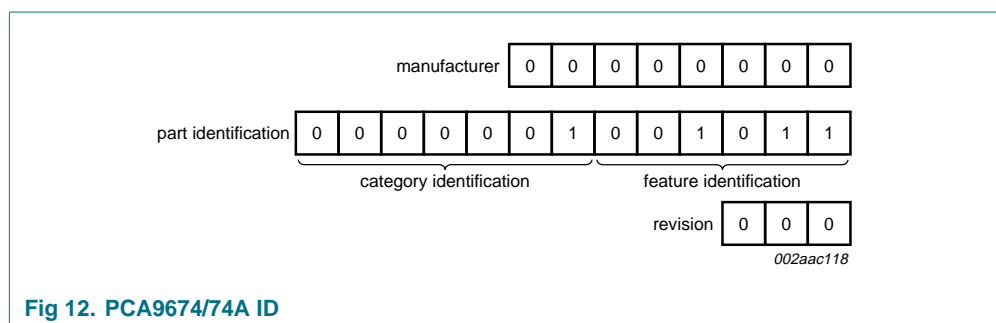 manufacturer 0 0 0 0 0 0 0 0
part identification 0 0 0 0 0 0 1 0 0 1 0 1 1
category identification feature identification
revision 0 0 0
002aac118
Fig 12. PCA9674/74A ID